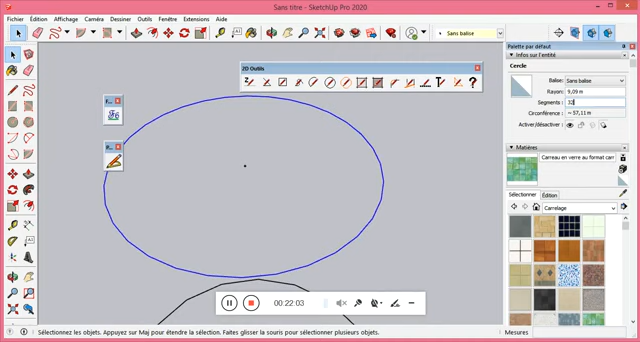 Sans titre - SketchUp Pro 2020
Fichier Édition Affichage Caméra Dessiner Outils Fenêtre Extensions Aide
Sans balise
2D Outils
F...
R...
Palette par défaut
Infos sur l'entité
Cercle
Balise: Sans balise
Rayon: 9,09 m
Segments : 32
Circonférence : ~ 57,11 m
Activer/désactiver :
Matières
Carreau en verre au format carr
Sélectionner Édition
Carrelage
00:22:03
Sélectionnez les objets. Appuyez sur Maj pour étendre la sélection. Faites glisser la souris pour sélectionner plusieurs objets.